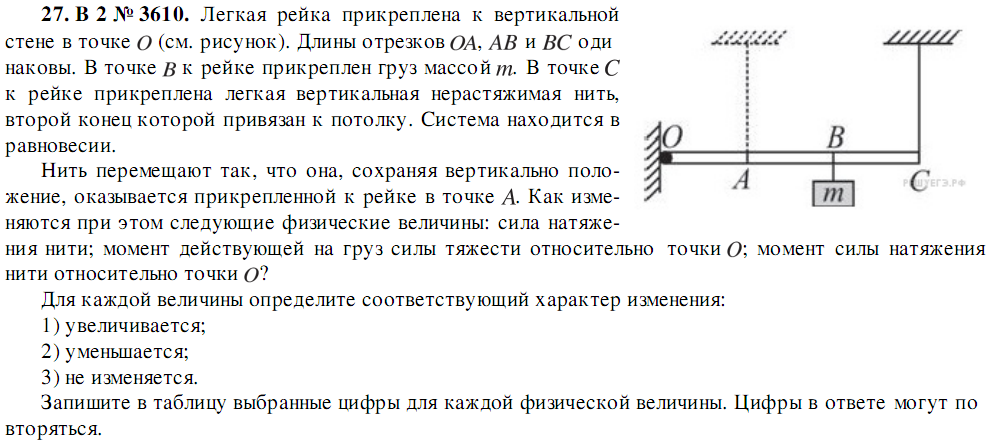 27. В 2 № 3610. Легкая рейка прикреплена к вертикальной
стене в точке O (см. рисунок). Длины отрезков OA, AB и BC оди
наковы. В точке B к рейке прикреплен груз массой m. В точке C
к рейке прикреплена легкая вертикальная нерастяжимая нить,
второй конец которой привязан к потолку. Система находится в
равновесии.
Нить перемещают так, что она, сохраняя вертикально поло-
жение, оказывается прикрепленной к рейке в точке A. Как изме-
няются при этом следующие физические величины: сила натяже-
ния нити; момент действующей на груз силы тяжести относительно точки O; момент силы натяжения
нити относительно точки O?
Для каждой величины определите соответствующий характер изменения:
1) увеличивается;
2) уменьшается;
3) не изменяется.
Запишите в таблицу выбранные цифры для каждой физической величины. Цифры в ответе могут по
вторяться.
O
B
A
C
m
РЕШУЕГЭ.РФ